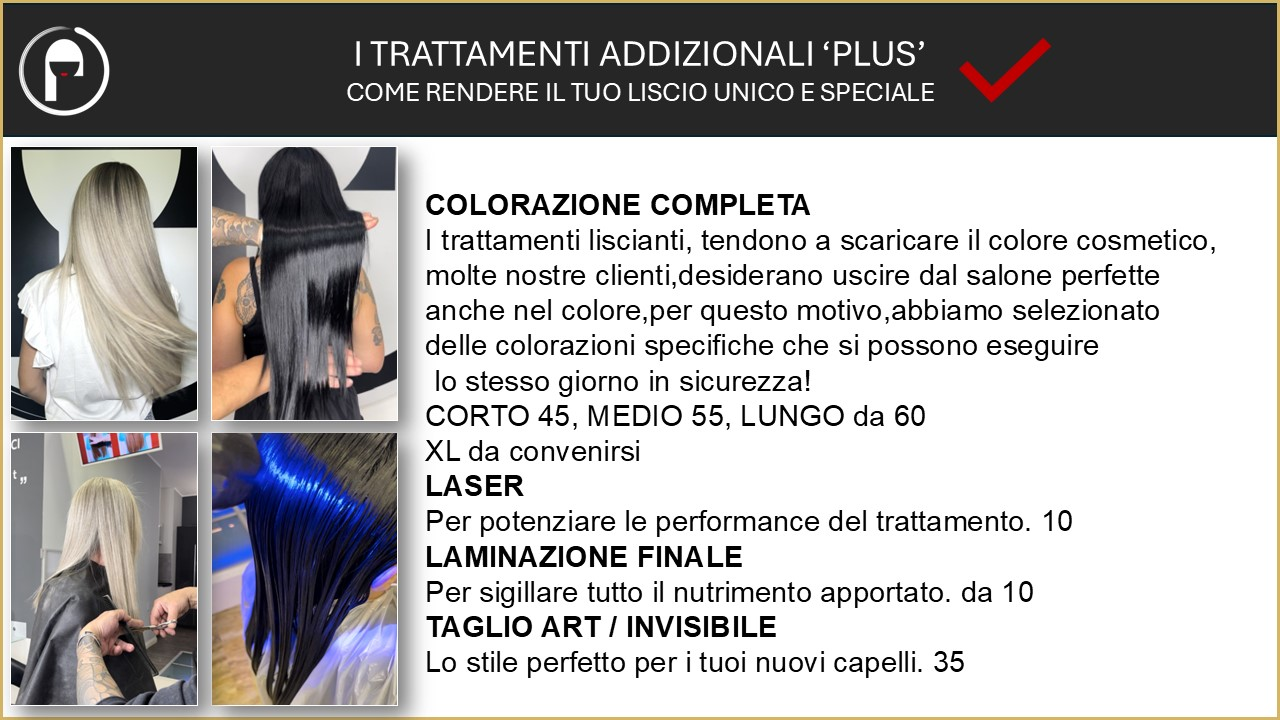 I TRATTAMENTI ADDIZIONALI ‘PLUS’
COME RENDERE IL TUO LISCIO UNICO E SPECIALE
COLORAZIONE COMPLETA
I trattamenti liscianti, tendono a scaricare il colore cosmetico,
molte nostre clienti,desiderano uscire dal salone perfette
anche nel colore,per questo motivo,abbiamo selezionato
delle colorazioni specifiche che si possono eseguire
lo stesso giorno in sicurezza!
CORTO 45, MEDIO 55, LUNGO da 60
XL da convenirsi
LASER
Per potenziare le performance del trattamento. 10
LAMINAZIONE FINALE
Per sigillare tutto il nutrimento apportato. da 10
TAGLIO ART / INVISIBILE
Lo stile perfetto per i tuoi nuovi capelli. 35